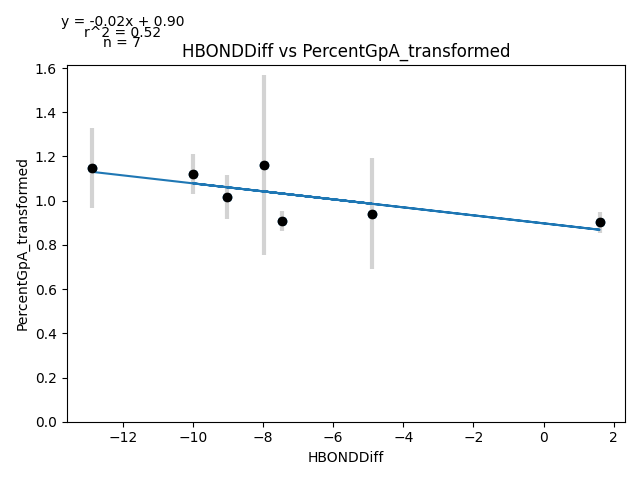 y = -0.02x + 0.90
r^2 = 0.52
n = 7
HBONDDiff vs PercentGpA_transformed
1.6
1.4
1.2
1.0
0.8
0.6
0.4
0.2
0.0
PercentGpA_transformed
−12
−10
−8
−6
−4
−2
0
2
HBONDDiff